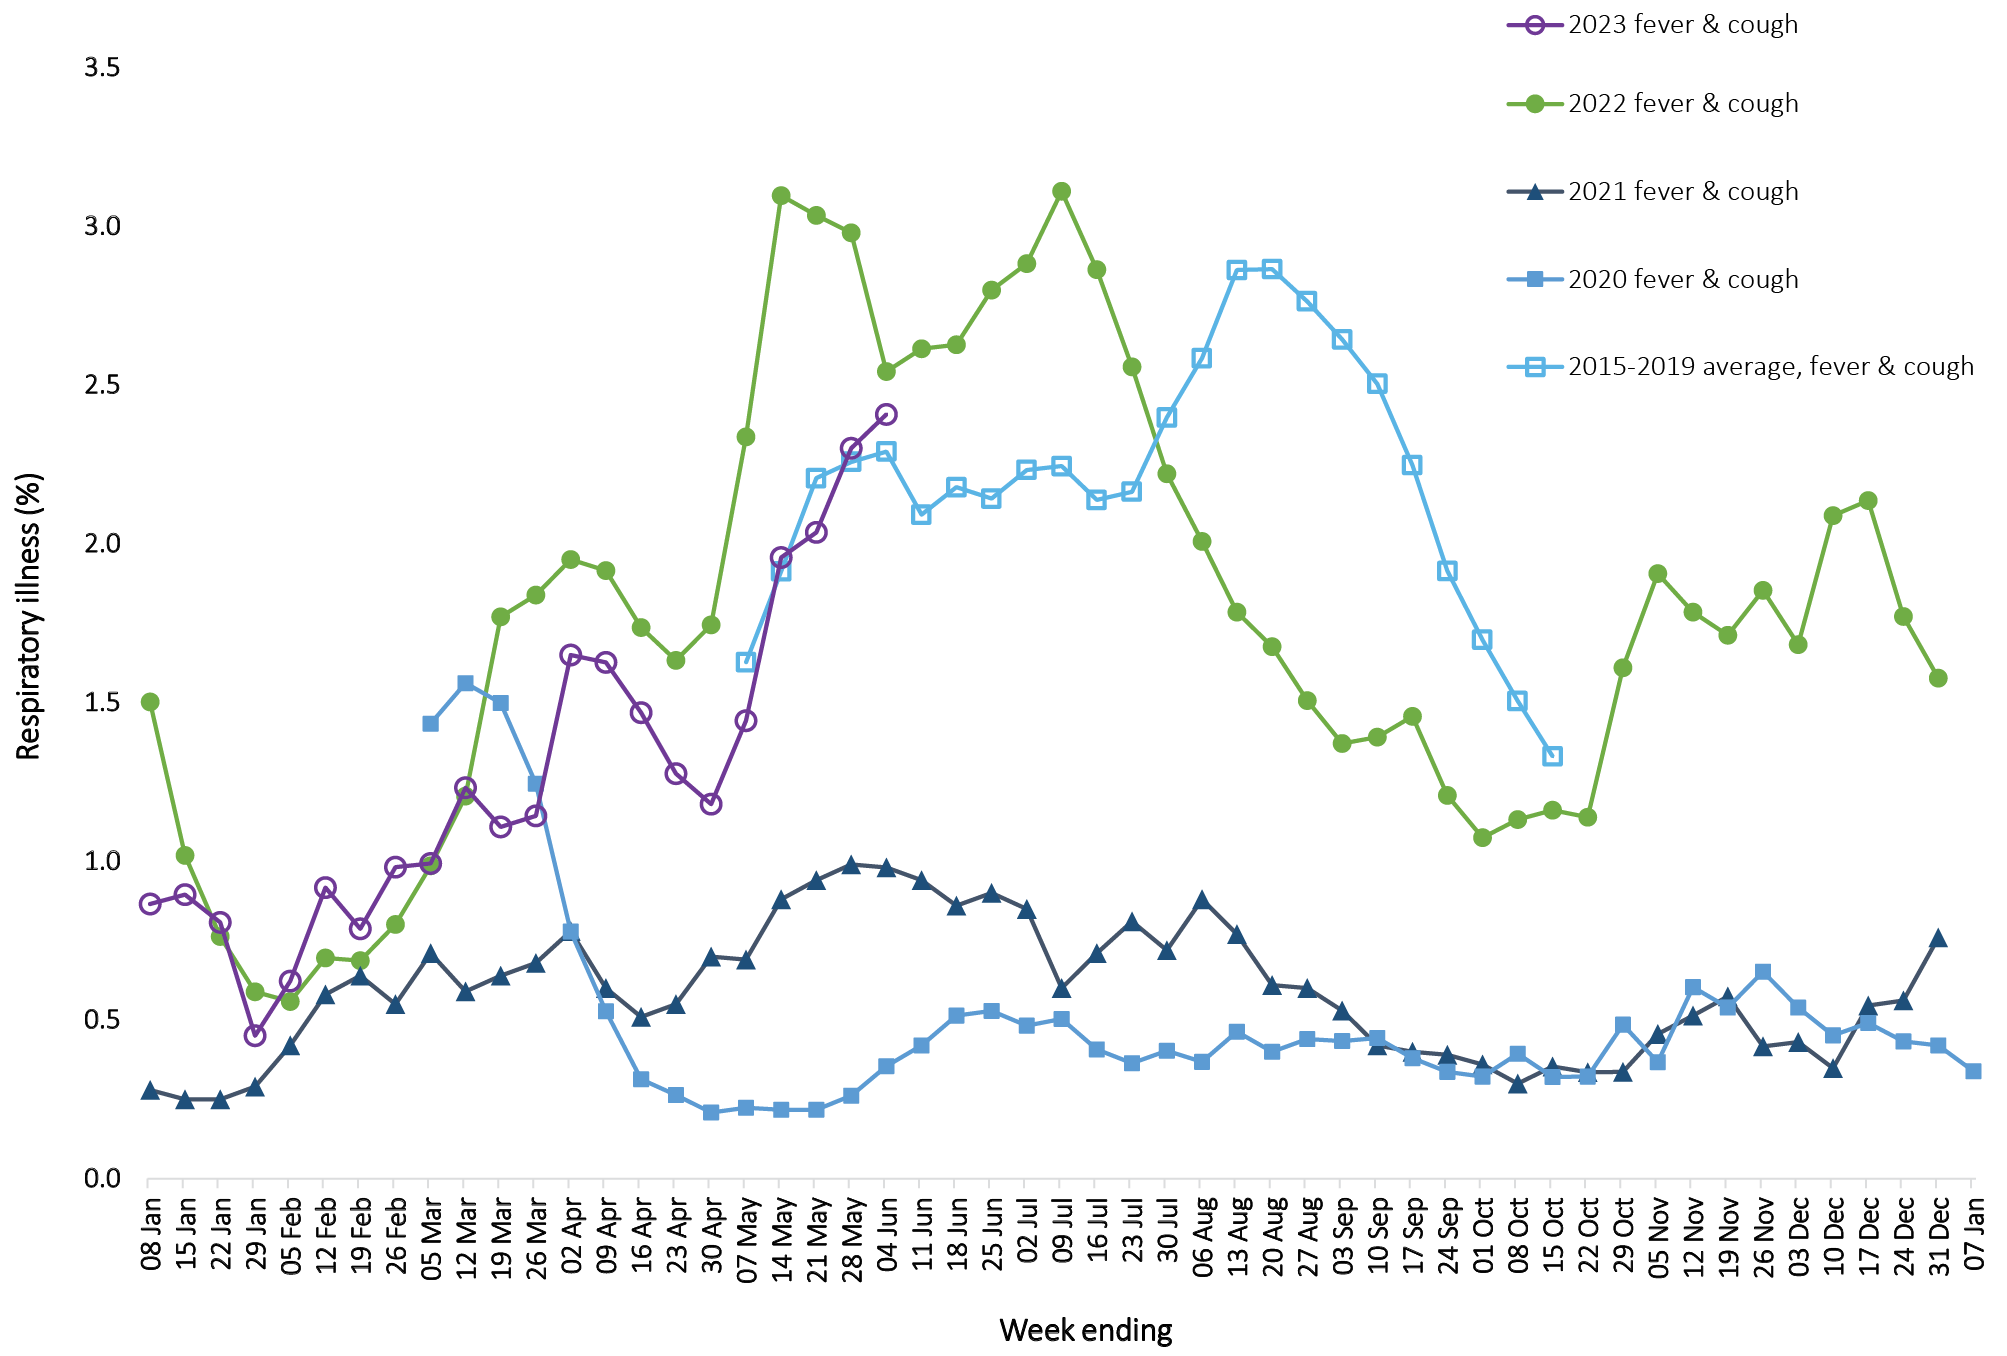 2023 fever & cough
2022 fever & cough
2021 fever & cough
2020 fever & cough
2015-2019 average, fever & cough
Respiratory illness (%)
3.5
3.0
2.5
2.0
1.5
1.0
0.5
0.0
08 Jan
15 Jan
22 Jan
29 Jan
05 Feb
12 Feb
19 Feb
26 Feb
05 Mar
12 Mar
19 Mar
26 Mar
02 Apr
09 Apr
16 Apr
23 Apr
30 Apr
07 May
14 May
21 May
28 May
04 Jun
11 Jun
18 Jun
25 Jun
02 Jul
09 Jul
16 Jul
23 Jul
30 Jul
06 Aug
13 Aug
20 Aug
27 Aug
03 Sep
10 Sep
17 Sep
24 Sep
01 Oct
08 Oct
15 Oct
22 Oct
29 Oct
05 Nov
12 Nov
19 Nov
26 Nov
03 Dec
10 Dec
17 Dec
24 Dec
31 Dec
07 Jan
Week ending